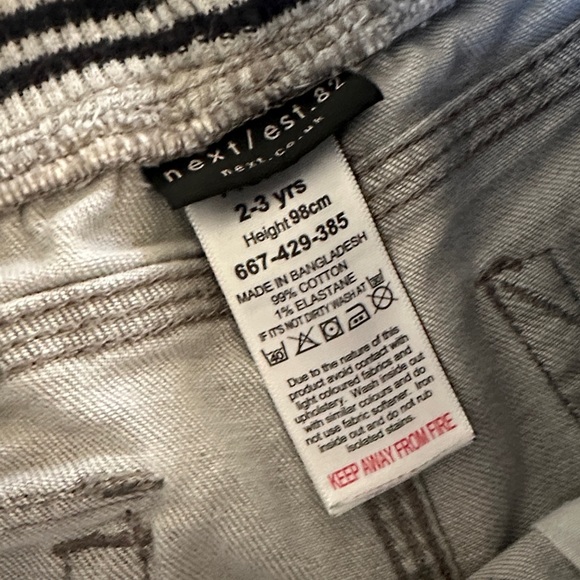 next/est.82
next.co.uk
2-3 yrs
Height 98cm
667-429-385
MADE IN BANGLADESH
99% COTTON
1% ELASTANE
IF IT'S NOT DIRTY WASH AT
40
Due to the nature of this
product avoid contact with
light coloured fabrics and
upholstery. Wash inside out
with similar colours and do
not use fabric softener. Iron
inside out and do not rub
isolated stains.
KEEP AWAY FROM FIRE